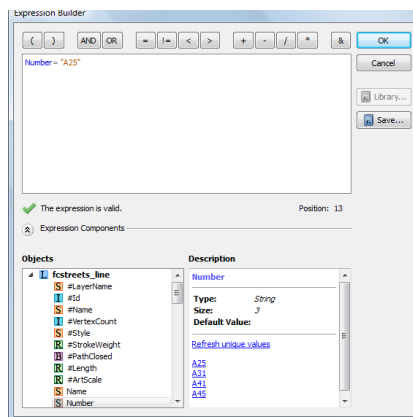 Expression Builder
( ) AND OR = != < > + - / * & OK
Number = "A25"
Cancel
Library...
Save...
The expression is valid. Position: 13
Expression Components
Objects Description
L fcstreets_line
S #LayerName
I #Id
S #Name
I #VertexCount
S #Style
R #StrokeWeight
B #PathClosed
R #Length
R #ArtScale
S Name
S Number
Number
Type: String
Size: 3
Default Value:
Refresh unique values
A25
A31
A41
A45